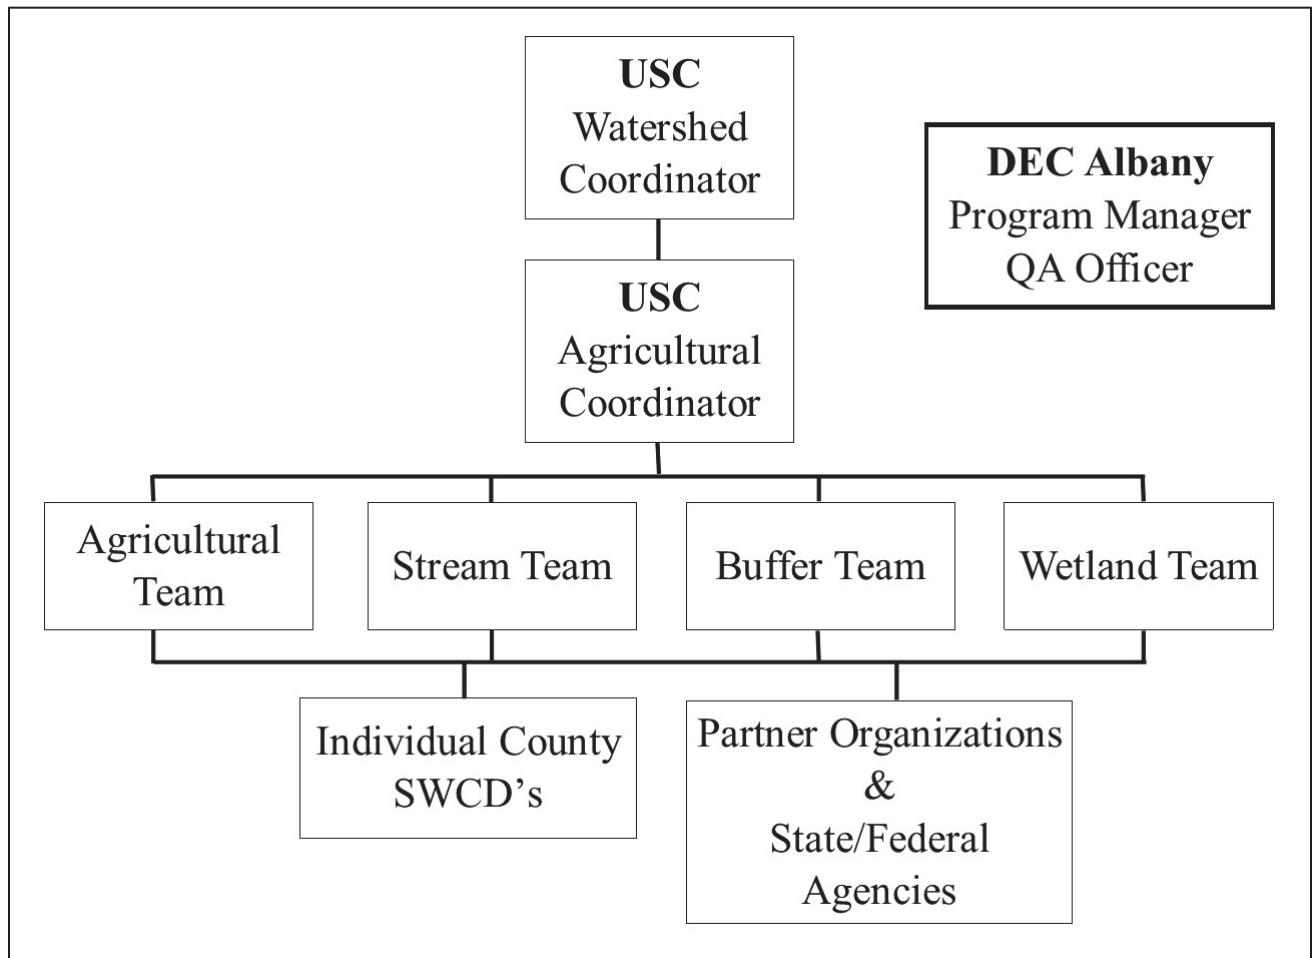 USC
Watershed
Coordinator
DEC Albany
Program Manager
QA Officer
USC
Agricultural
Coordinator
Agricultural
Team
Stream Team
Buffer Team
Wetland Team
Individual County
SWCD’s
Partner Organizations
&
State/Federal
Agencies